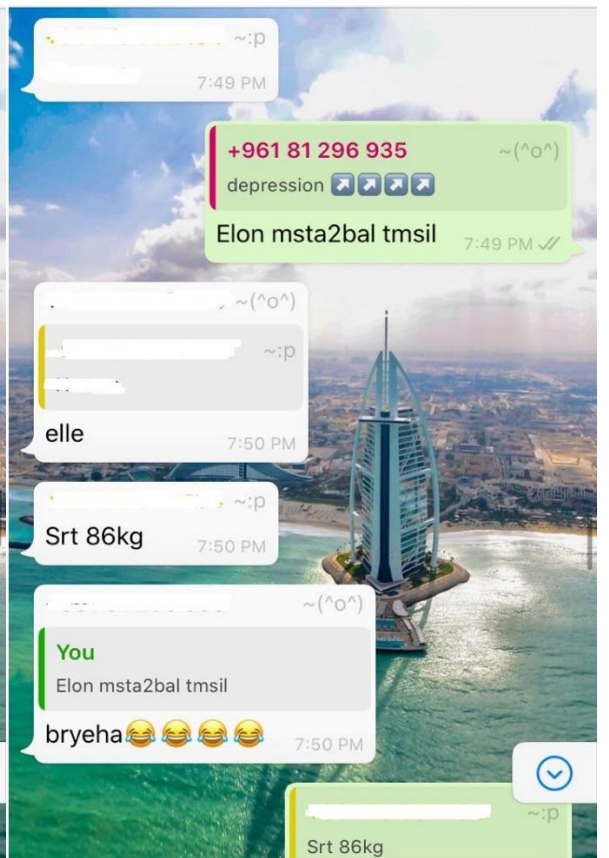 ~:p
7:49 PM
+961 81 296 935 ~(^o^)
depression ↗️↗️↗️↗️
Elon msta2bal tmsil 7:49 PM
~(^o^)
~:p
elle 7:50 PM
~:p
Srt 86kg 7:50 PM
~(^o^)
You
Elon msta2bal tmsil
bryeha😂😂😂😂 7:50 PM
~:p
Srt 86kg